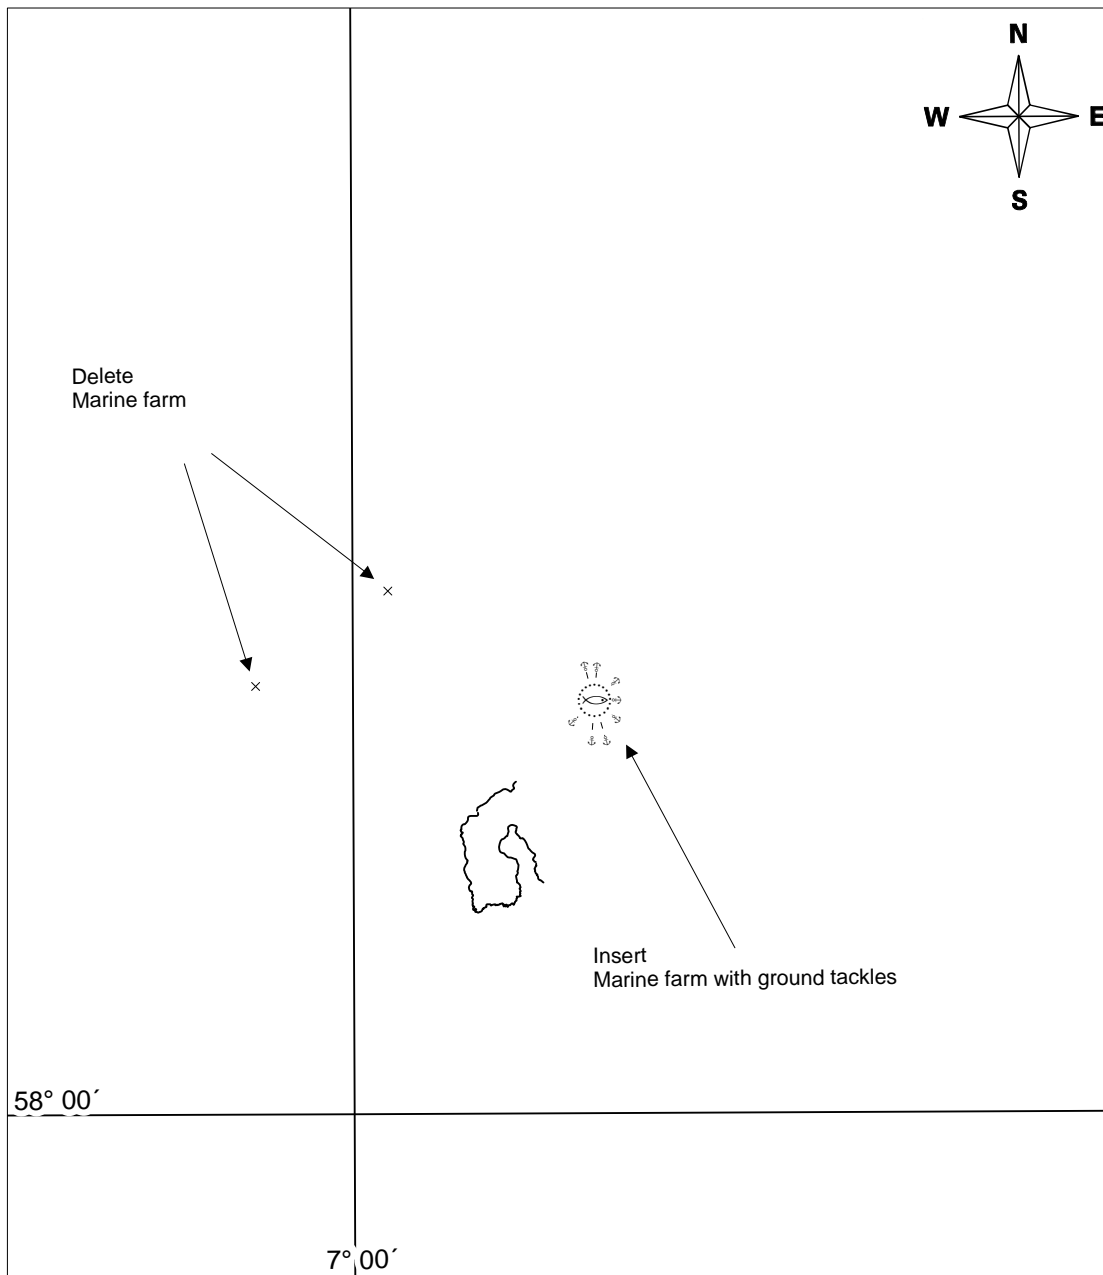 N
W
E
S
Delete
Marine farm
Insert
Marine farm with ground tackles
58° 00´
7° 00´